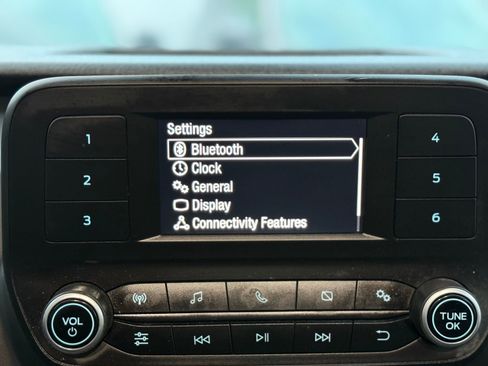 Settings
Bluetooth
Clock
General
Display
Connectivity Features
1
2
3
4
5
6
VOL
TUNE
OK